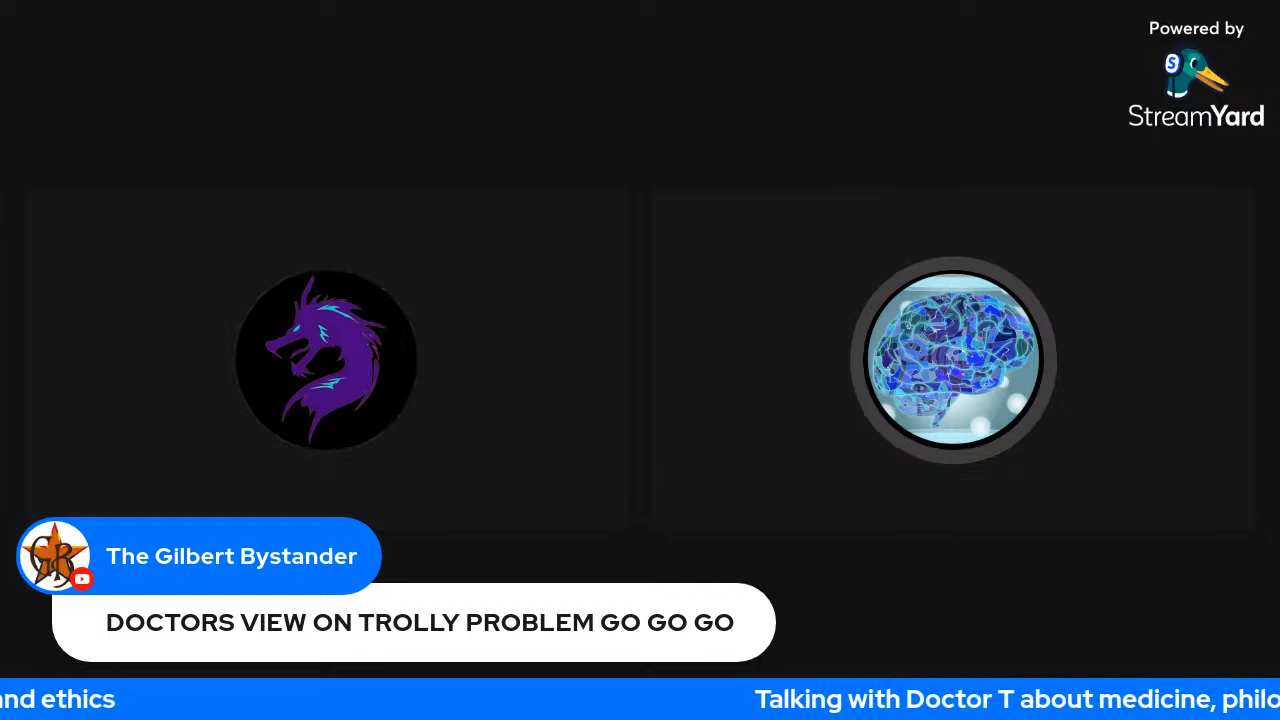 Powered by
S
StreamYard
The Gilbert Bystander
DOCTORS VIEW ON TROLLY PROBLEM GO GO GO
and ethics
Talking with Doctor T about medicine, philo